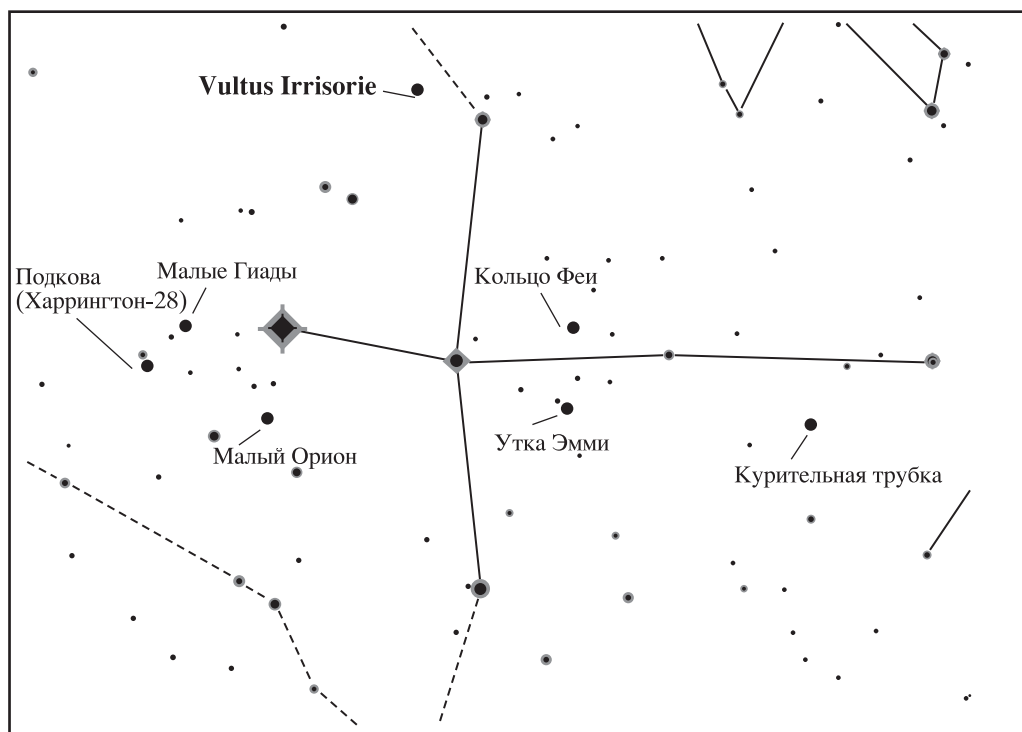 Vultus Irrisorie
Малые Гиады
Подкова
(Харрингтон-28)
Кольцо Феи
Малый Орион
Утка Эмми
Курительная трубка